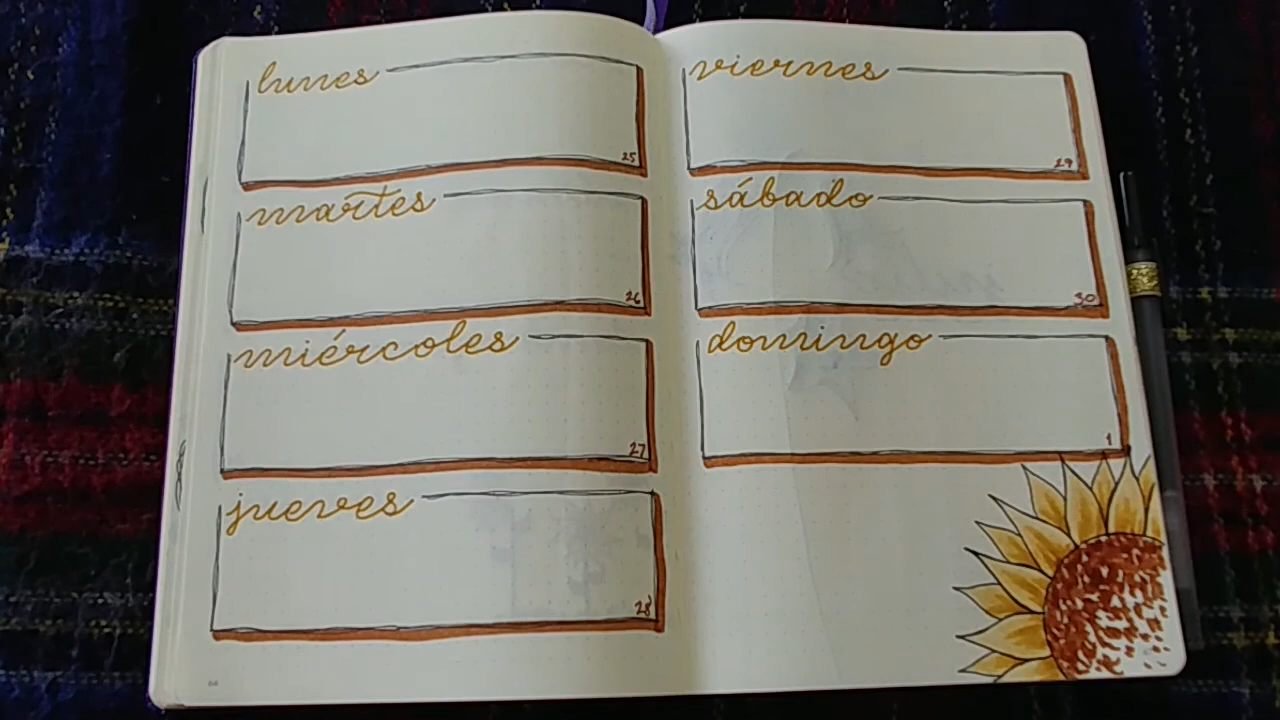 lunes
25
martes
26
miércoles
27
jueves
28
viernes
29
sábado
30
domingo
1